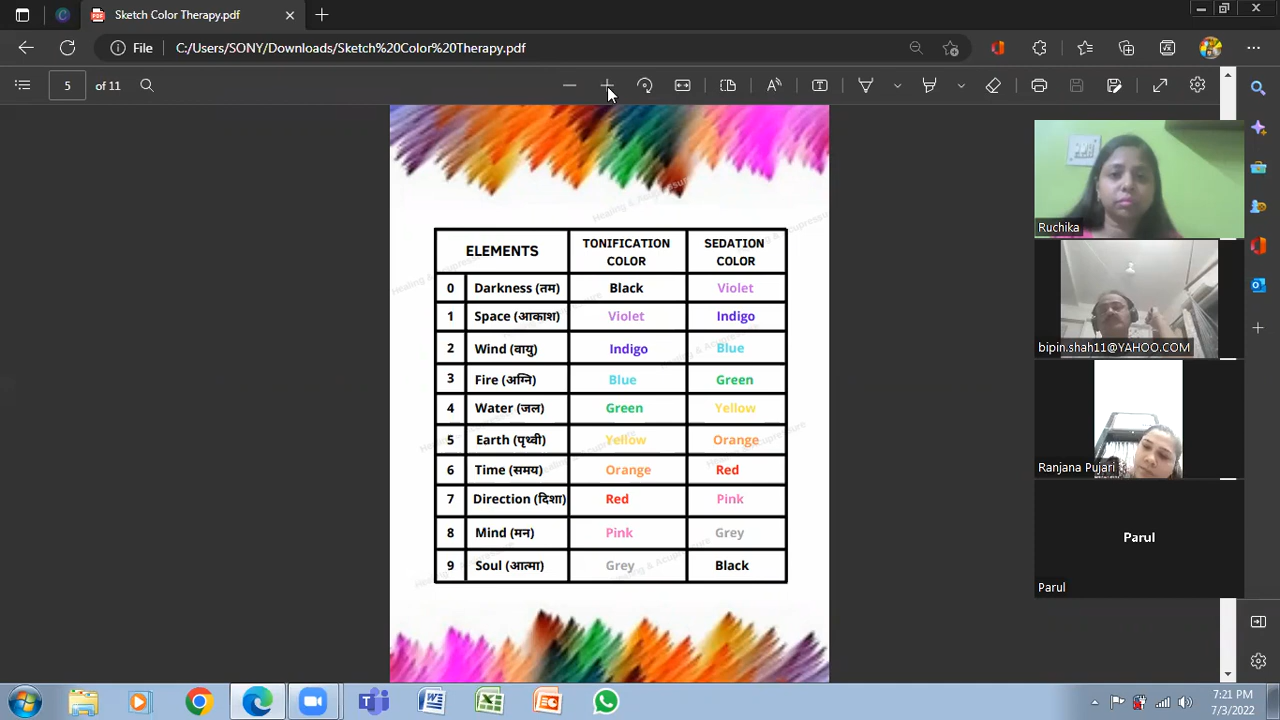 Sketch Color Therapy.pdf
File
C:/Users/SONY/Downloads/Sketch%20Color%20Therapy.pdf
5 of 11
ELEMENTS TONIFICATION COLOR SEDATION COLOR
0 Darkness (तम) Black Violet
1 Space (आकाश) Violet Indigo
2 Wind (वायु) Indigo Blue
3 Fire (अग्नि) Blue Green
4 Water (जल) Green Yellow
5 Earth (पृथ्वी) Yellow Orange
6 Time (समय) Orange Red
7 Direction (दिशा) Red Pink
8 Mind (मन) Pink Grey
9 Soul (आत्मा) Grey Black
Healing & Acupressure
Ruchika
bipin.shah11@YAHOO.COM
Ranjana Pujari
Parul
Parul
7:21 PM
7/3/2022